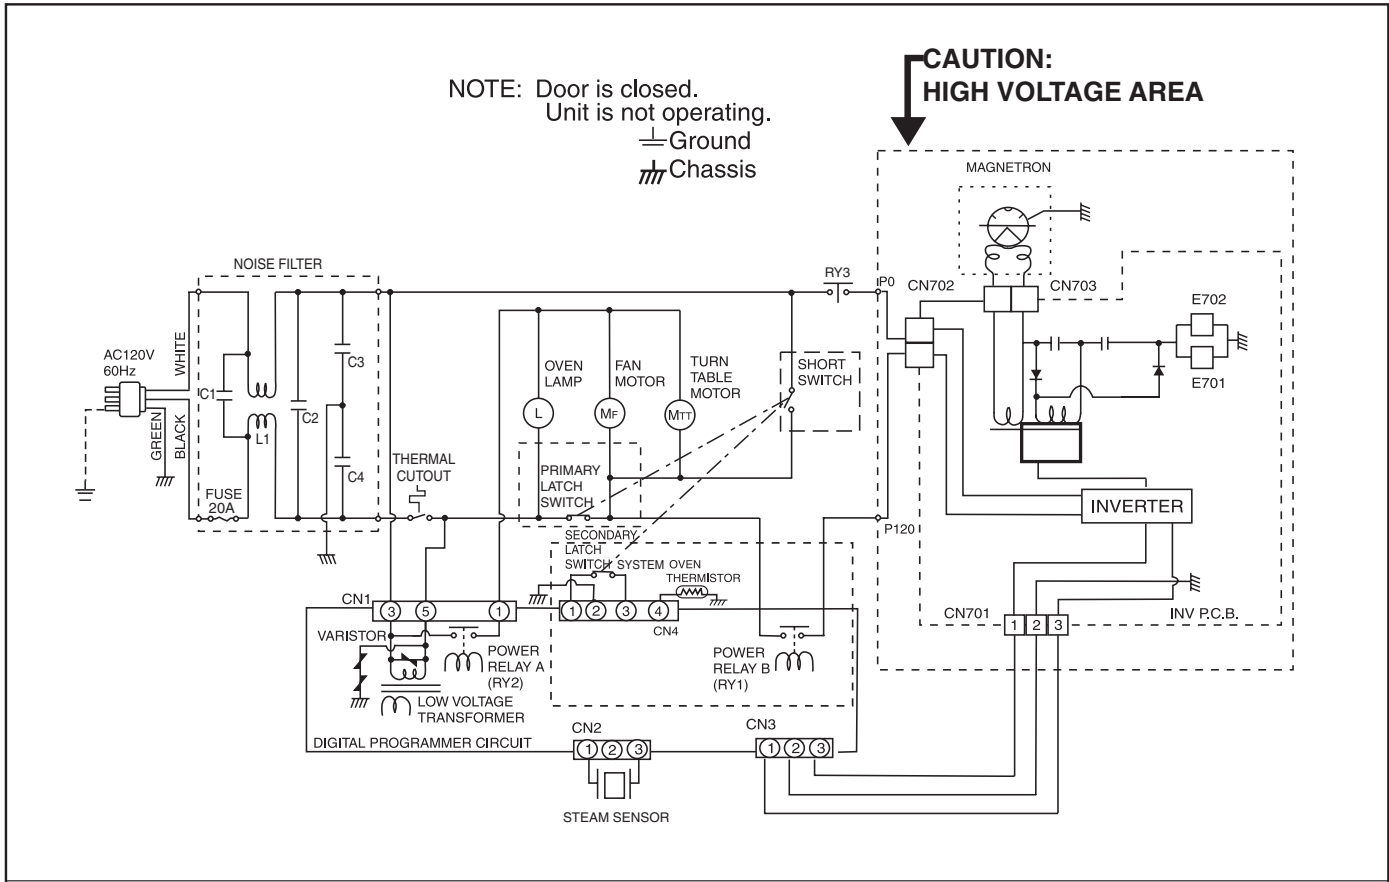 NOTE: Door is closed.
Unit is not operating.
Ground
Chassis
CAUTION:
HIGH VOLTAGE AREA
MAGNETRON
NOISE FILTER
RY3
P0
CN702
CN703
E702
E701
AC120V
60Hz
WHITE
BLACK
GREEN
C1
L1
C2
C3
C4
FUSE
20A
THERMAL
CUTOUT
OVEN
LAMP
L
FAN
MOTOR
MF
TURN
TABLE
MOTOR
MTT
SHORT
SWITCH
PRIMARY
LATCH
SWITCH
P120
INVERTER
SECONDARY
LATCH
SWITCH
SYSTEM
OVEN
THERMISTOR
CN1
3 5 1
1 2 3 4
CN4
VARISTOR
POWER
RELAY A
(RY2)
POWER
RELAY B
(RY1)
CN701
1 2 3
INV P.C.B.
LOW VOLTAGE
TRANSFORMER
DIGITAL PROGRAMMER CIRCUIT
CN2
1 2 3
CN3
1 2 3
STEAM SENSOR